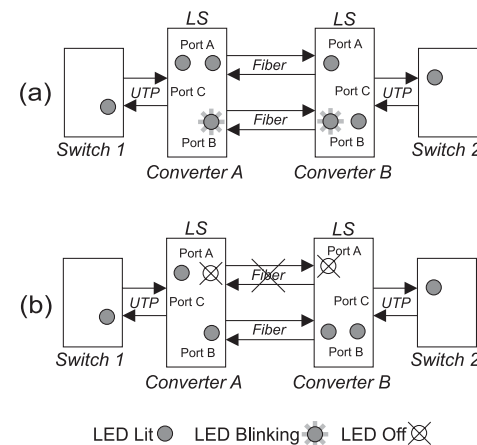 LS LS
Port A Port A
Fiber
(a) UTP Port C Port C UTP
Fiber
Switch 1 Port B Port B Switch 2
Converter A Converter B
LS LS
Port A Port A
Fiber
(b) UTP Port C Port C UTP
Fiber
Switch 1 Port B Port B Switch 2
Converter A Converter B
LED Lit LED Blinking LED Off